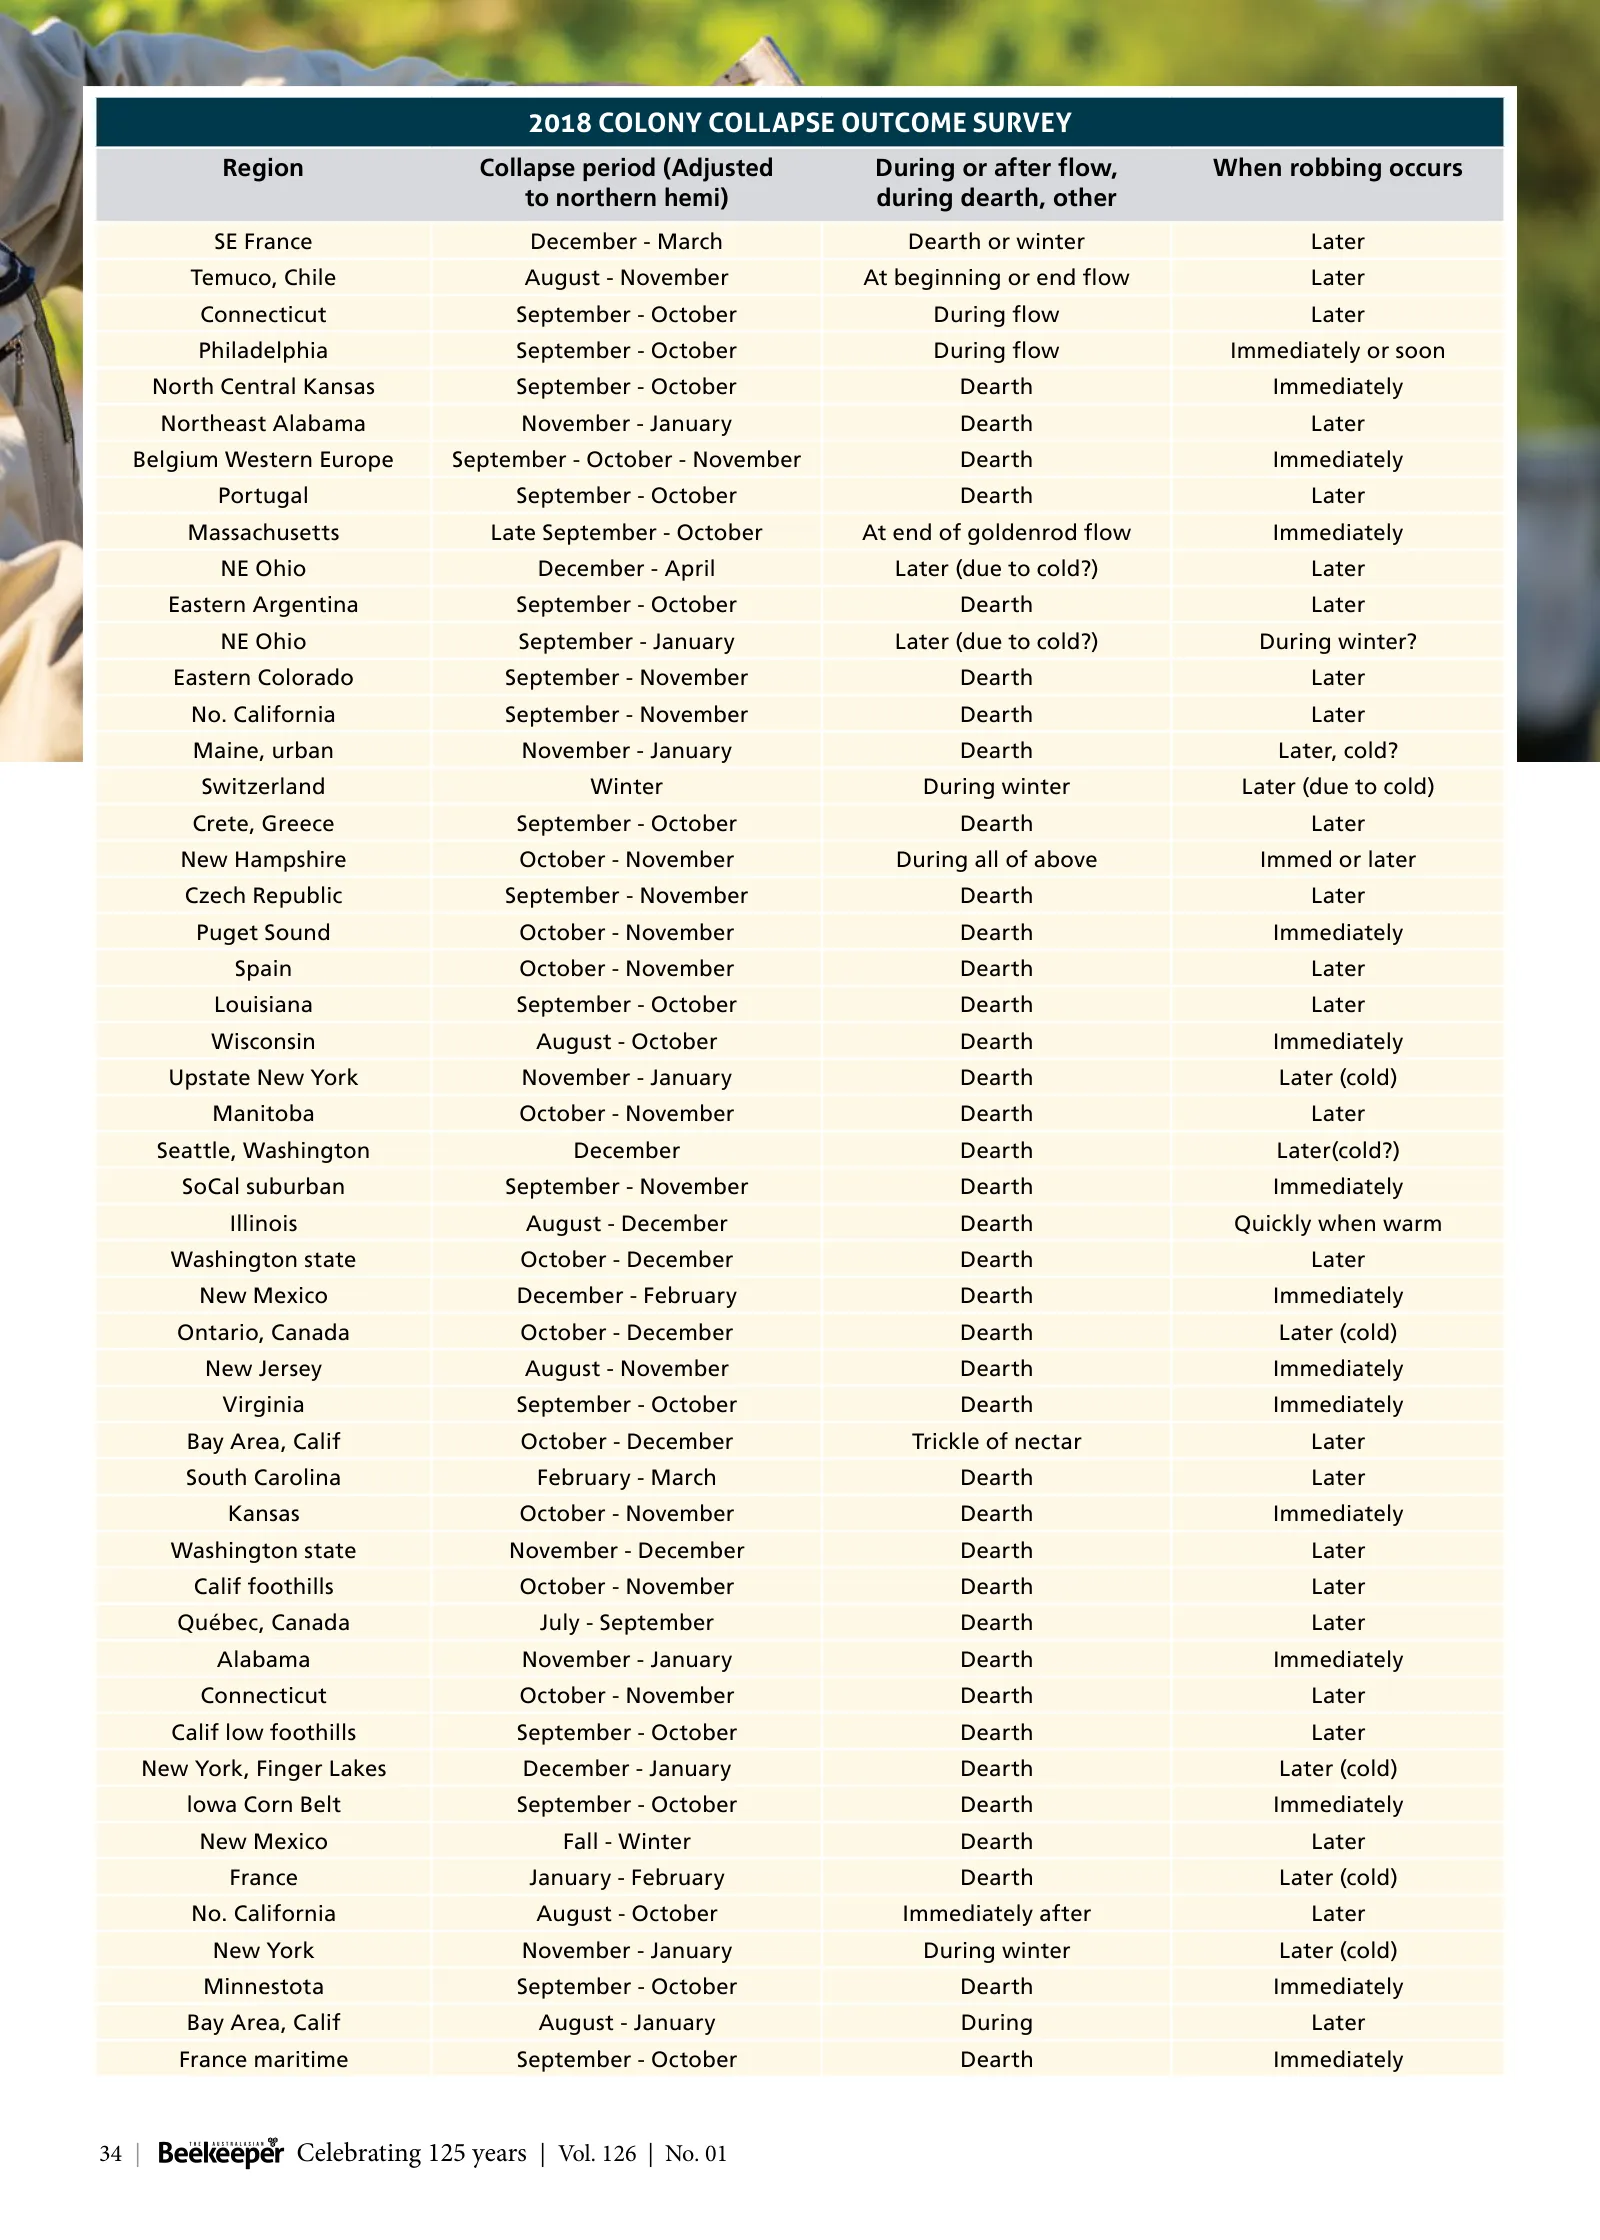 2018 COLONY COLLAPSE OUTCOME SURVEY
Region Collapse period (Adjusted to northern hemi) During or after flow, during dearth, other When robbing occurs
SE France December - March Dearth or winter Later
Temuco, Chile August - November At beginning or end flow Later
Connecticut September - October During flow Later
Philadelphia September - October During flow Immediately or soon
North Central Kansas September - October Dearth Immediately
Northeast Alabama November - January Dearth Later
Belgium Western Europe September - October - November Dearth Immediately
Portugal September - October Dearth Later
Massachusetts Late September - October At end of goldenrod flow Immediately
NE Ohio December - April Later (due to cold?) Later
Eastern Argentina September - October Dearth Later
NE Ohio September - January Later (due to cold?) During winter?
Eastern Colorado September - November Dearth Later
No. California September - November Dearth Later
Maine, urban November - January Dearth Later, cold?
Switzerland Winter During winter Later (due to cold)
Crete, Greece September - October Dearth Later
New Hampshire October - November During all of above Immed or later
Czech Republic September - November Dearth Later
Puget Sound October - November Dearth Immediately
Spain October - November Dearth Later
Louisiana September - October Dearth Later
Wisconsin August - October Dearth Immediately
Upstate New York November - January Dearth Later (cold)
Manitoba October - November Dearth Later
Seattle, Washington December Dearth Later(cold?)
SoCal suburban September - November Dearth Immediately
Illinois August - December Dearth Quickly when warm
Washington state October - December Dearth Later
New Mexico December - February Dearth Immediately
Ontario, Canada October - December Dearth Later (cold)
New Jersey August - November Dearth Immediately
Virginia September - October Dearth Immediately
Bay Area, Calif October - December Trickle of nectar Later
South Carolina February - March Dearth Later
Kansas October - November Dearth Immediately
Washington state November - December Dearth Later
Calif foothills October - November Dearth Later
Québec, Canada July - September Dearth Later
Alabama November - January Dearth Immediately
Connecticut October - November Dearth Later
Calif low foothills September - October Dearth Later
New York, Finger Lakes December - January Dearth Later (cold)
lowa Corn Belt September - October Dearth Immediately
New Mexico Fall - Winter Dearth Later
France January - February Dearth Later (cold)
No. California August - October Immediately after Later
New York November - January During winter Later (cold)
Minnestota September - October Dearth Immediately
Bay Area, Calif August - January During Later
France maritime September - October Dearth Immediately
34 | THE AUSTRALASIAN Beekeeper Celebrating 125 years | Vol. 126 | No. 01